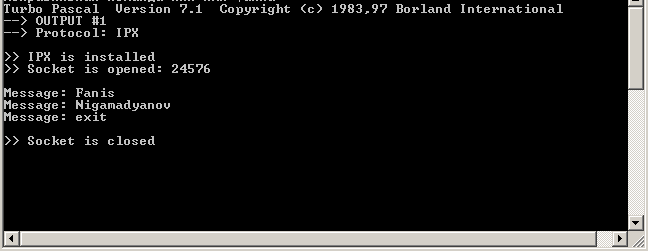 Turbo Pascal  Version 7.1  Copyright (c) 1983,97 Borland International
--> OUTPUT #1
--> Protocol: IPX
>> IPX is installed
>> Socket is opened: 24576
Message: Fanis
Message: Nigamadyanov
Message: exit
>> Socket is closed